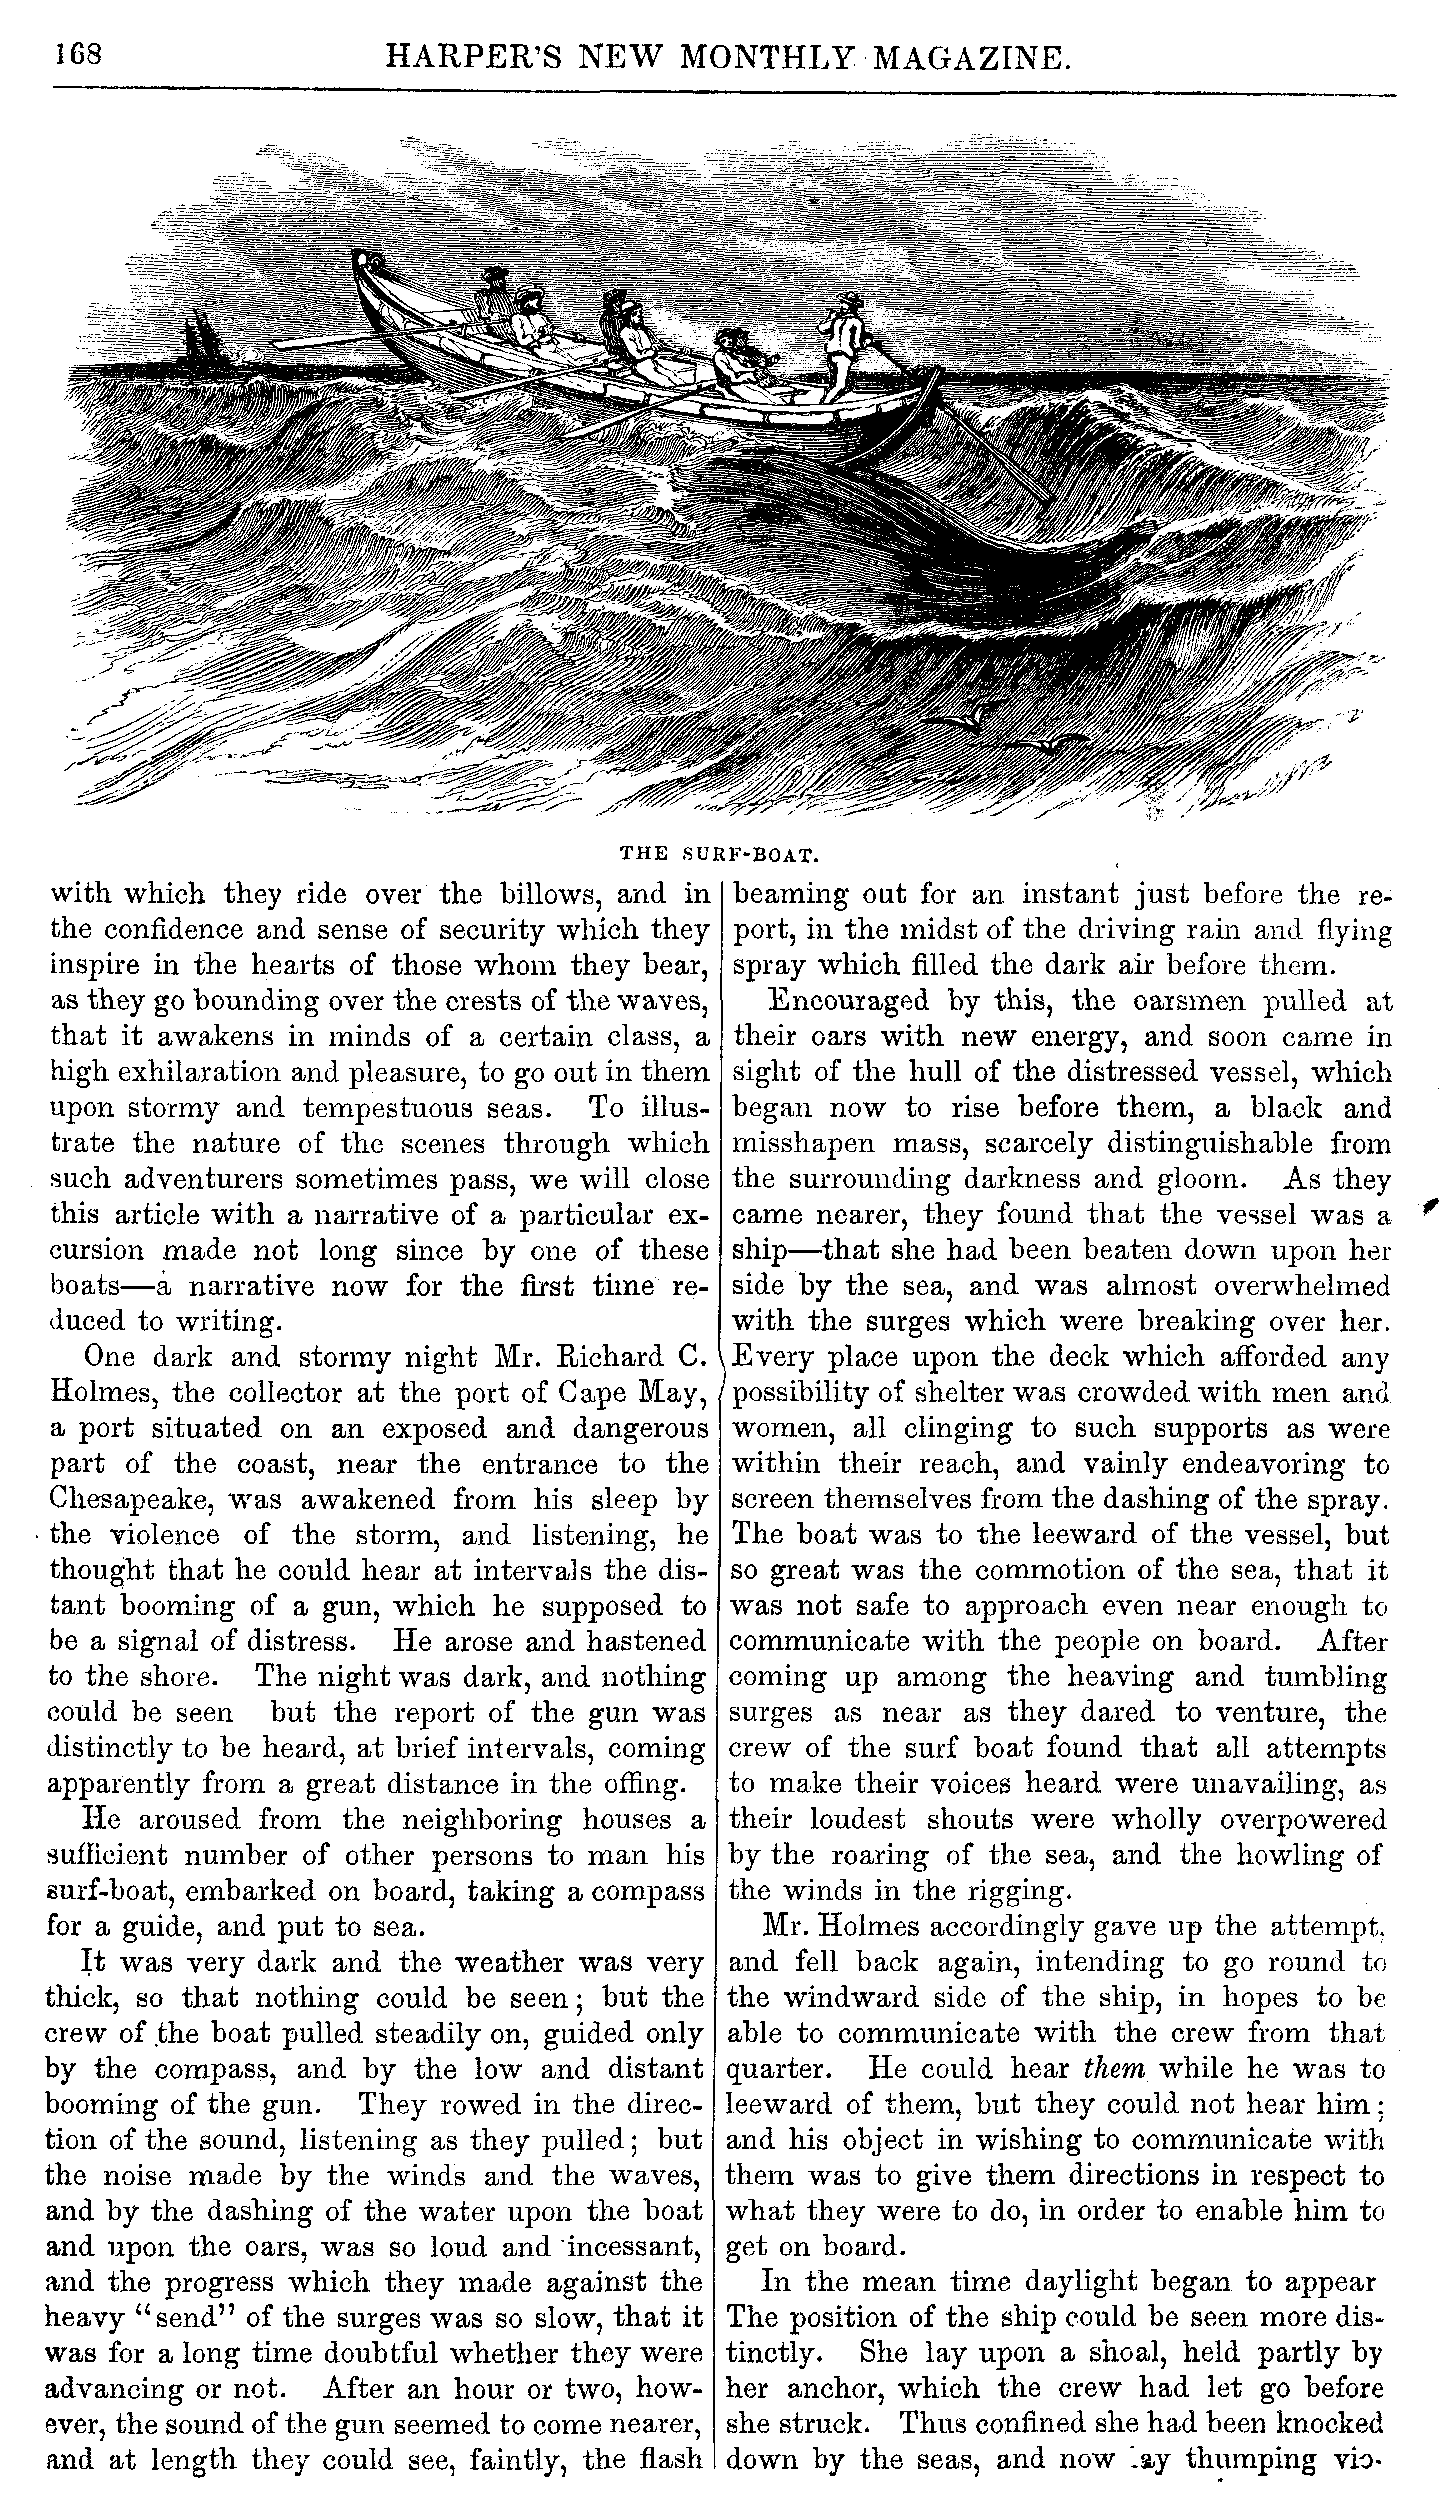 168
HARPER'S NEW MONTHLY MAGAZINE.
THE SURF-BOAT.
with which they ride over the billows, and in
the confidence and sense of security which they
inspire in the hearts of those whom they bear,
as they go bounding over the crests of the waves,
that it awakens in minds of a certain class, a
high exhilaration and pleasure, to go out in them
upon stormy and tempestuous seas. To illus-
trate the nature of the scenes through which
such adventurers sometimes pass, we will close
this article with a narrative of a particular ex-
cursion made not long since by one of these
boats—a narrative now for the first time re-
duced to writing.
One dark and stormy night Mr. Richard C.
Holmes, the collector at the port of Cape May,
a port situated on an exposed and dangerous
part of the coast, near the entrance to the
Chesapeake, was awakened from his sleep by
the violence of the storm, and listening, he
thought that he could hear at intervals the dis-
tant booming of a gun, which he supposed to
be a signal of distress. He arose and hastened
to the shore. The night was dark, and nothing
could be seen but the report of the gun was
distinctly to be heard, at brief intervals, coming
apparently from a great distance in the offing.
He aroused from the neighboring houses a
sufficient number of other persons to man his
surf-boat, embarked on board, taking a compass
for a guide, and put to sea.
It was very dark and the weather was very
thick, so that nothing could be seen; but the
crew of the boat pulled steadily on, guided only
by the compass, and by the low and distant
booming of the gun. They rowed in the direc-
tion of the sound, listening as they pulled; but
the noise made by the winds and the waves,
and by the dashing of the water upon the boat
and upon the oars, was so loud and incessant,
and the progress which they made against the
heavy "send" of the surges was so slow, that it
was for a long time doubtful whether they were
advancing or not. After an hour or two, how-
ever, the sound of the gun seemed to come nearer,
and at length they could see, faintly, the flash
beaming out for an instant just before the re-
port, in the midst of the driving rain and flying
spray which filled the dark air before them.
Encouraged by this, the oarsmen pulled at
their oars with new energy, and soon came in
sight of the hull of the distressed vessel, which
began now to rise before them, a black and
misshapen mass, scarcely distinguishable from
the surrounding darkness and gloom. As they
came nearer, they found that the vessel was a
ship—that she had been beaten down upon her
side by the sea, and was almost overwhelmed
with the surges which were breaking over her.
Every place upon the deck which afforded any
possibility of shelter was crowded with men and
women, all clinging to such supports as were
within their reach, and vainly endeavoring to
screen themselves from the dashing of the spray.
The boat was to the leeward of the vessel, but
so great was the commotion of the sea, that it
was not safe to approach even near enough to
communicate with the people on board. After
coming up among the heaving and tumbling
surges as near as they dared to venture, the
crew of the surf boat found that all attempts
to make their voices heard were unavailing, as
their loudest shouts were wholly overpowered
by the roaring of the sea, and the howling of
the winds in the rigging.
Mr. Holmes accordingly gave up the attempt,
and fell back again, intending to go round to
the windward side of the ship, in hopes to be
able to communicate with the crew from that
quarter. He could hear them while he was to
leeward of them, but they could not hear him;
and his object in wishing to communicate with
them was to give them directions in respect to
what they were to do, in order to enable him to
get on board.
In the mean time daylight began to appear
The position of the ship could be seen more dis-
tinctly. She lay upon a shoal, held partly by
her anchor, which the crew had let go before
she struck. Thus confined she had been knocked
down by the seas, and now lay thumping vio-